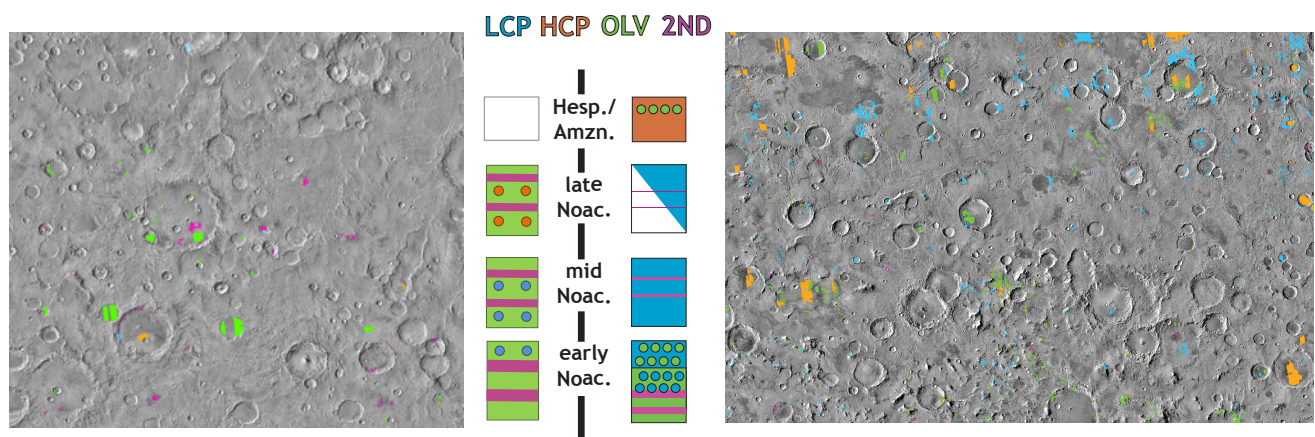 LCP HCP OLV 2ND
Hesp./
Amzn.
late
Noac.
mid
Noac.
early
Noac.